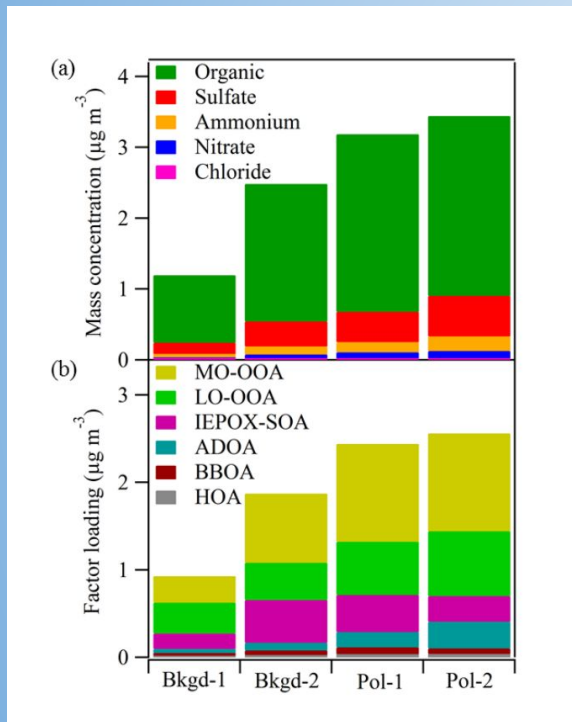 (a)
Mass concentration (µg m-3)
4
3
2
1
0
Organic
Sulfate
Ammonium
Nitrate
Chloride
(b)
Factor loading (µg m-3)
3
2
1
0
MO-OOA
LO-OOA
IEPOX-SOA
ADOA
BBOA
HOA
Bkgd-1 Bkgd-2 Pol-1 Pol-2